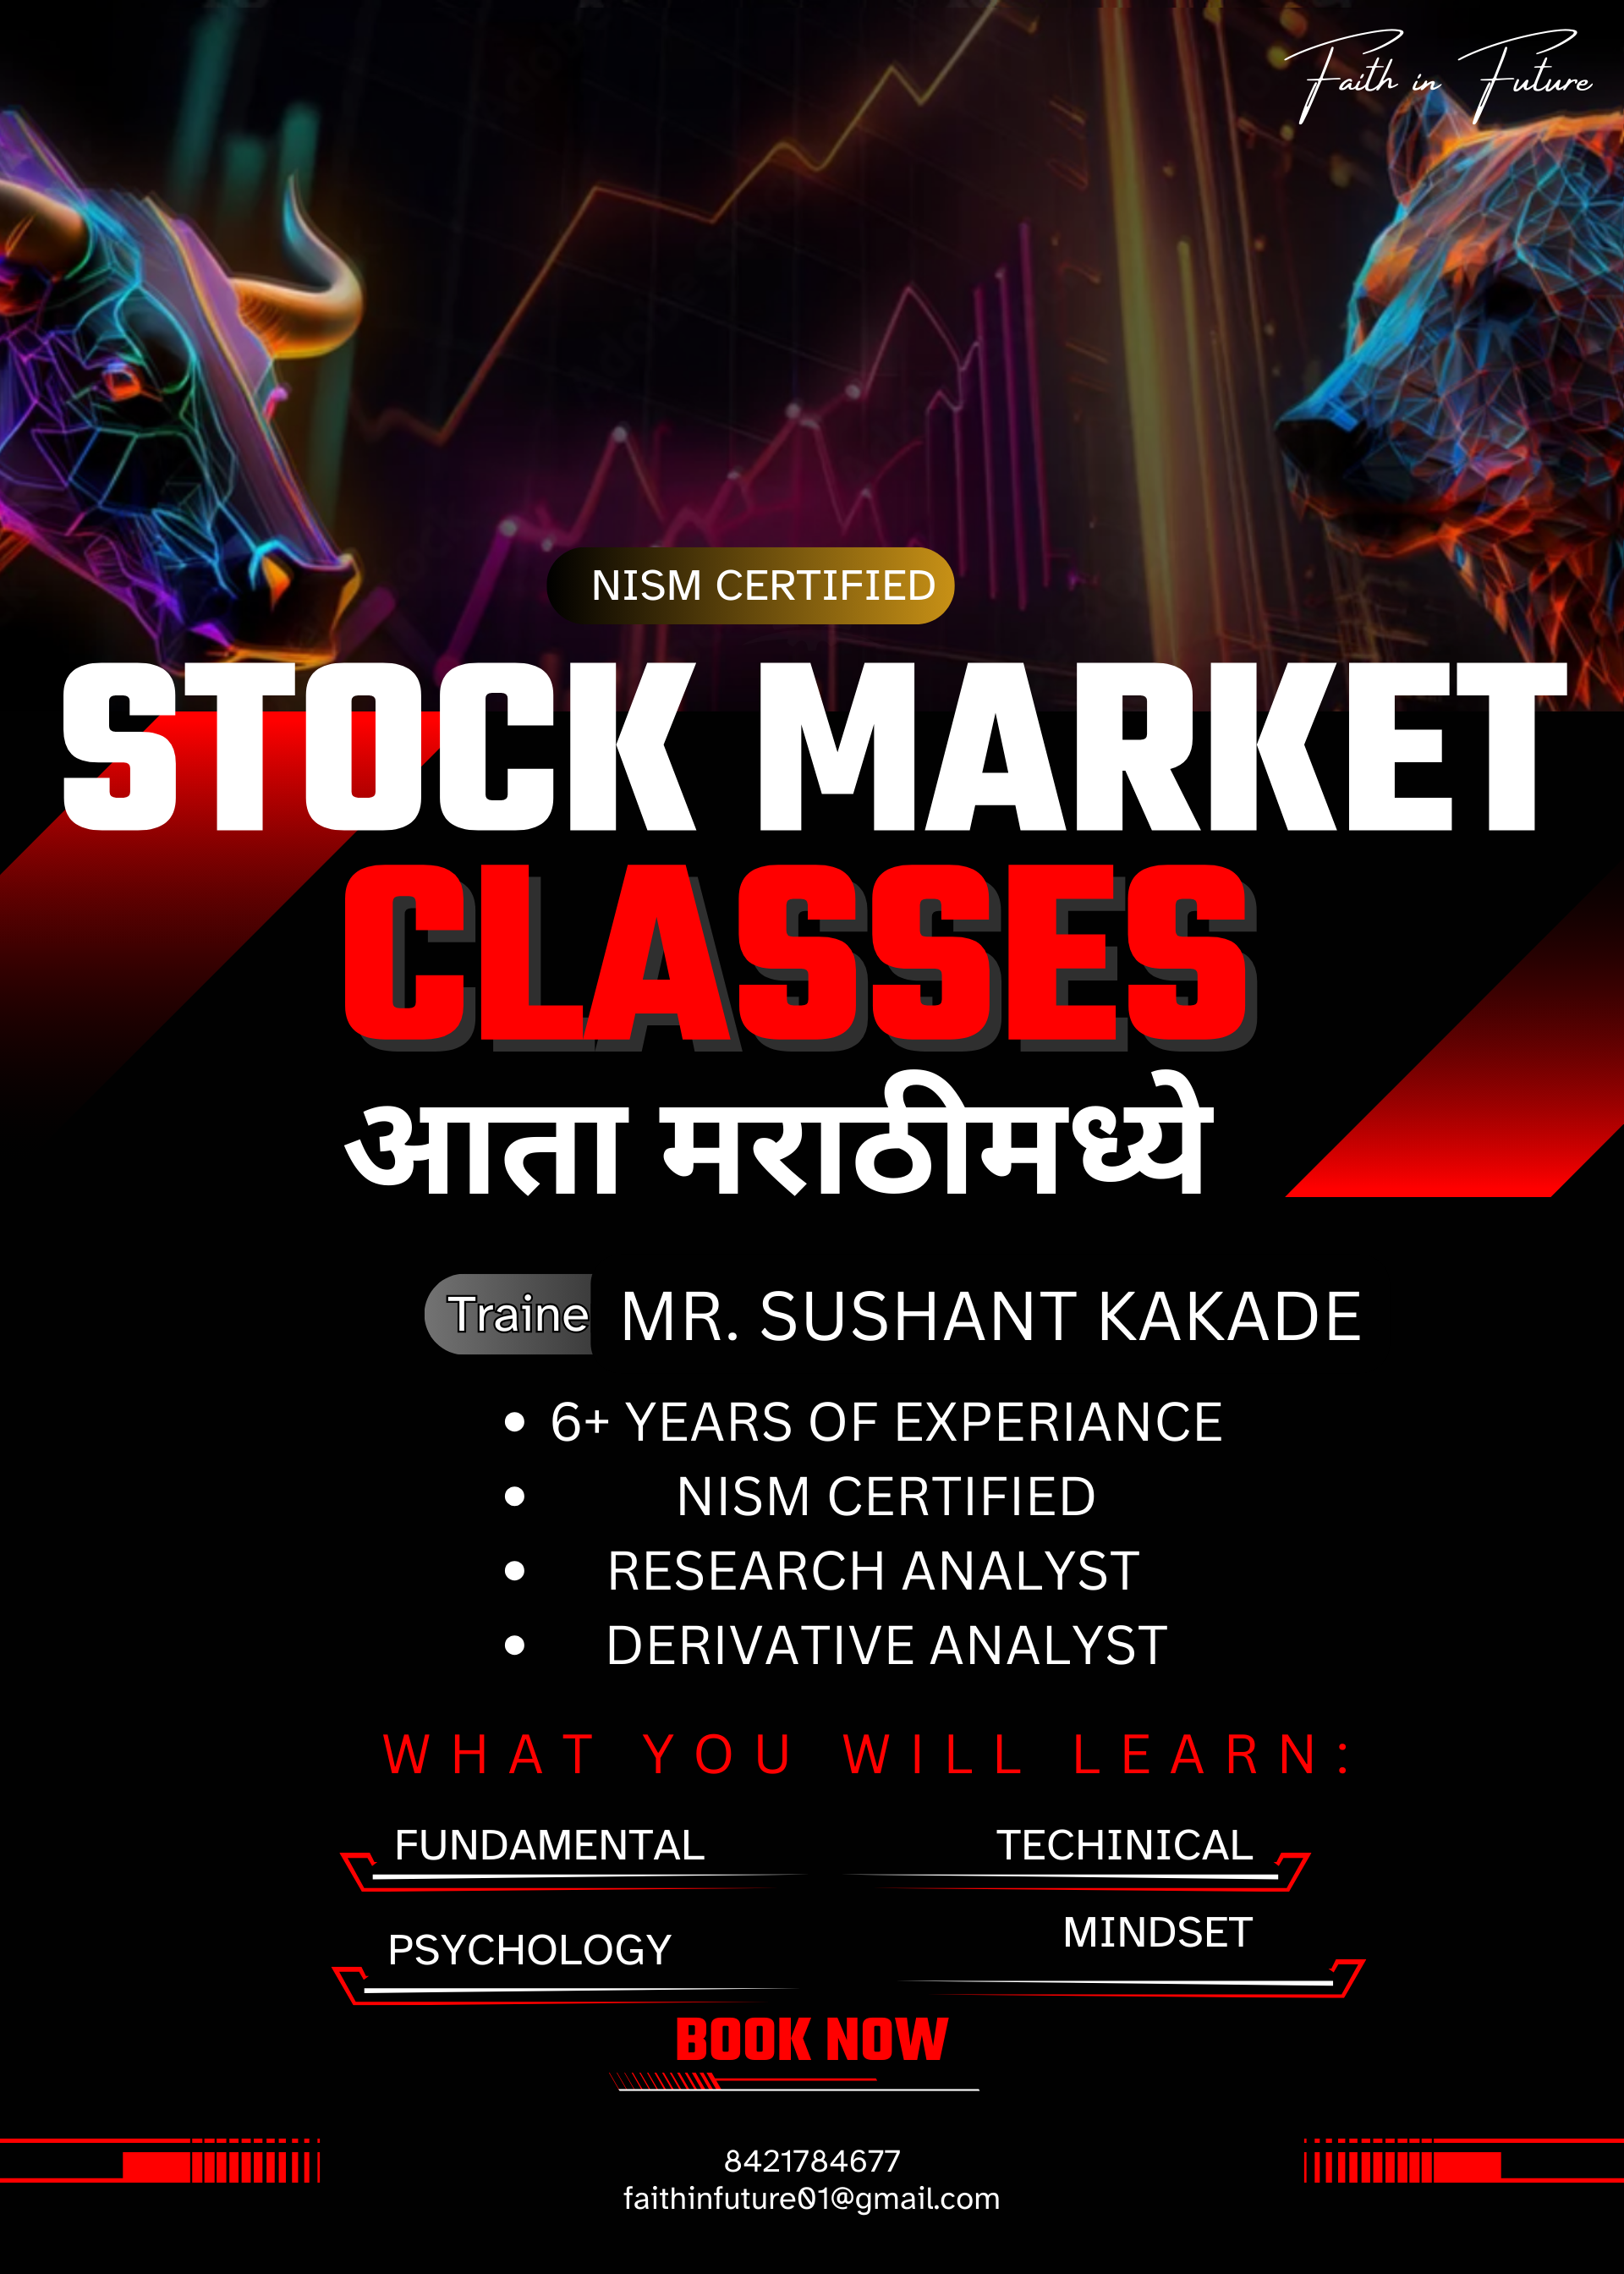 Faith in Future
NISM CERTIFIED
STOCK MARKET
CLASSES
आता मराठीमध्ये
Traine MR. SUSHANT KAKADE
6+ YEARS OF EXPERIANCE
NISM CERTIFIED
RESEARCH ANALYST
DERIVATIVE ANALYST
WHAT YOU WILL LEARN:
FUNDAMENTAL TECHINICAL
PSYCHOLOGY MINDSET
BOOK NOW
8421784677
faithinfuture01@gmail.com